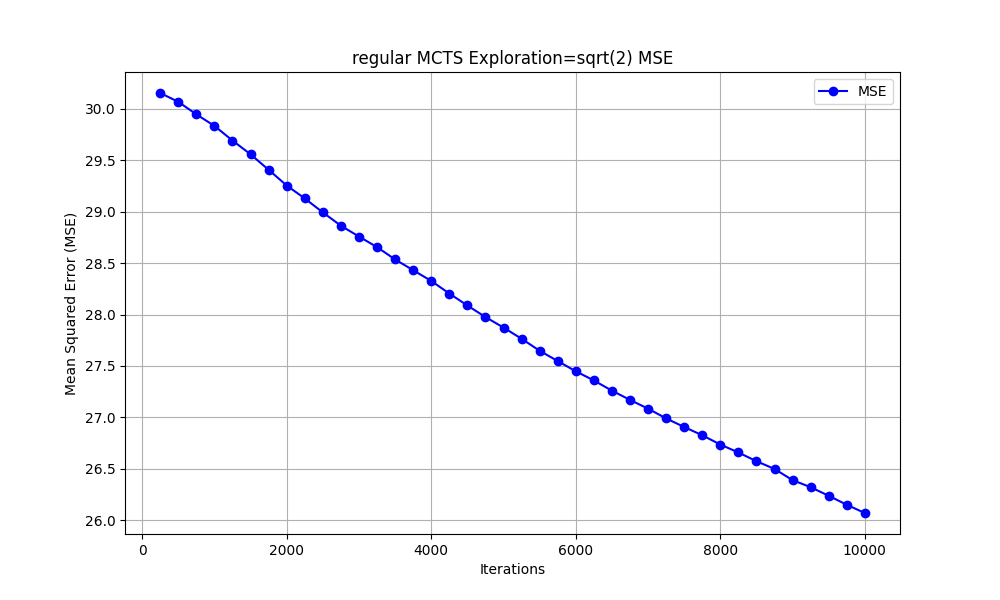 regular MCTS Exploration=sqrt(2) MSE
MSE
30.0
29.5
29.0
28.5
28.0
27.5
27.0
26.5
26.0
Mean Squared Error (MSE)
0 2000 4000 6000 8000 10000
Iterations